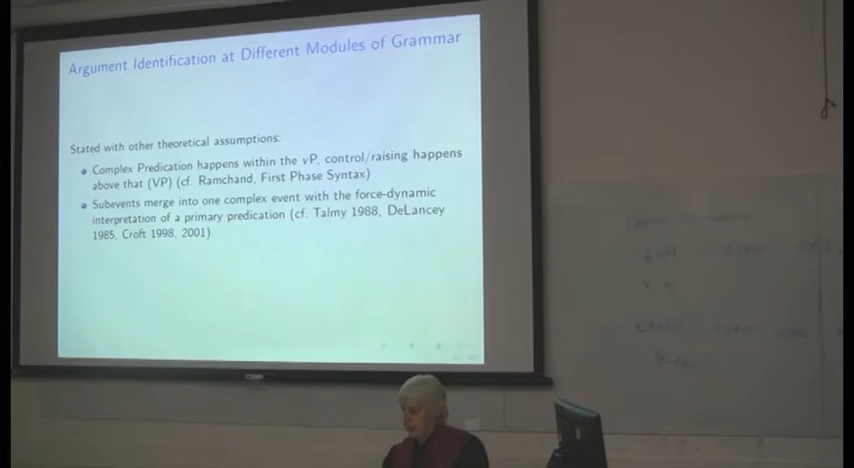 Argument Identification at Different Modules of Grammar
Stated with other theoretical assumptions:
Complex Predication happens within the vP, control/raising happens
above that (VP) (cf. Ramchand, First Phase Syntax)
Subevents merge into one complex event with the force-dynamic
interpretation of a primary predication (cf. Talmy 1988, DeLancey
1985, Croft 1998, 2001).